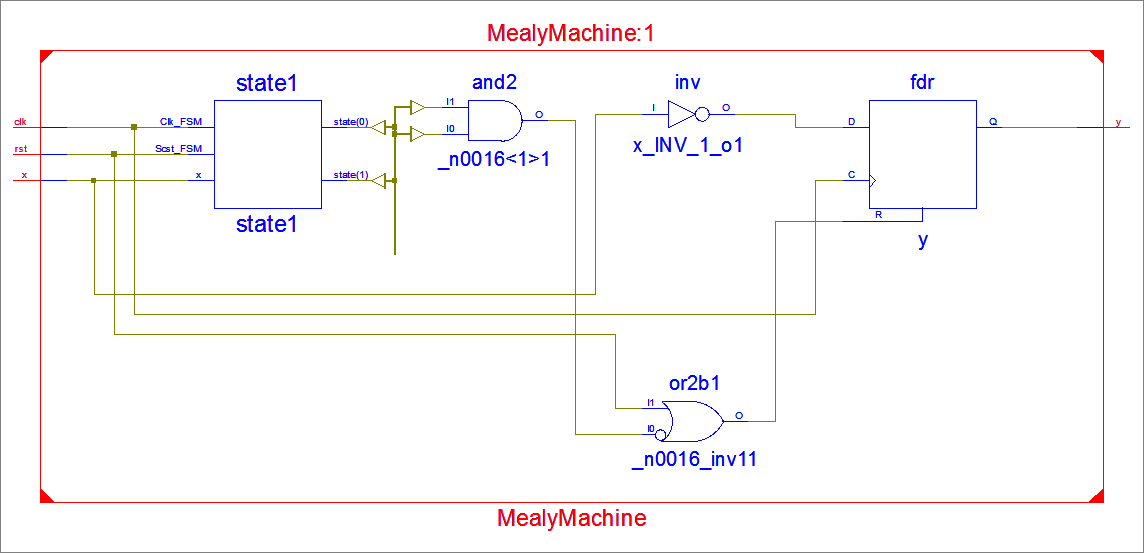 MealyMachine:1
state1
and2
inv
fdr
clk
Clk_FSM
state(0)
I1
O
I0
I
O
D
Q
y
rst
Scst_FSM
_n0016<1>1
x_INV_1_o1
x
x
state(1)
C
state1
R
y
or2b1
I1
O
I0
_n0016_inv11
MealyMachine